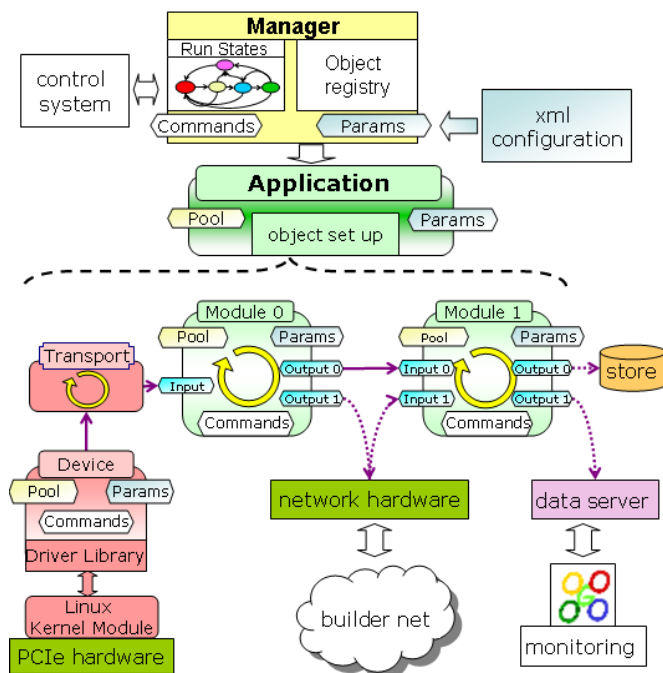 Manager
Run States
Object
registry
control
system
Commands
Params
xml
configuration
Application
Pool
Params
object set up
Module 0
Pool
Params
Input
Output 0
Output 1
Commands
Module 1
Pool
Params
Input 0
Output 0
Input 1
Output 1
Commands
store
Transport
Device
Pool
Params
Commands
Driver Library
Linux
Kernel Module
PCIe hardware
network hardware
builder net
data server
G
monitoring